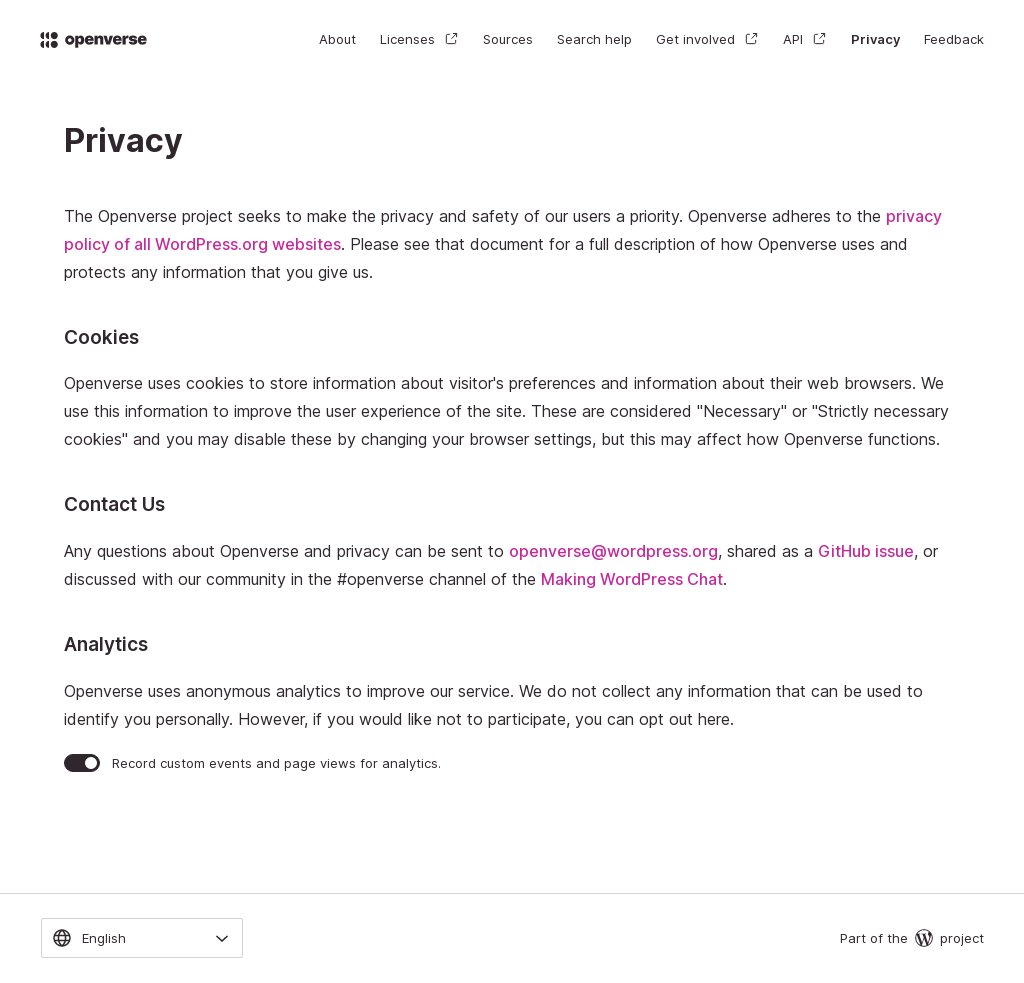 openverse
About Licenses Sources Search help Get involved API Privacy Feedback
Privacy
The Openverse project seeks to make the privacy and safety of our users a priority. Openverse adheres to the privacy
policy of all WordPress.org websites. Please see that document for a full description of how Openverse uses and
protects any information that you give us.
Cookies
Openverse uses cookies to store information about visitor's preferences and information about their web browsers. We
use this information to improve the user experience of the site. These are considered "Necessary" or "Strictly necessary
cookies" and you may disable these by changing your browser settings, but this may affect how Openverse functions.
Contact Us
Any questions about Openverse and privacy can be sent to openverse@wordpress.org, shared as a GitHub issue, or
discussed with our community in the #openverse channel of the Making WordPress Chat.
Analytics
Openverse uses anonymous analytics to improve our service. We do not collect any information that can be used to
identify you personally. However, if you would like not to participate, you can opt out here.
Record custom events and page views for analytics.
English
Part of the project